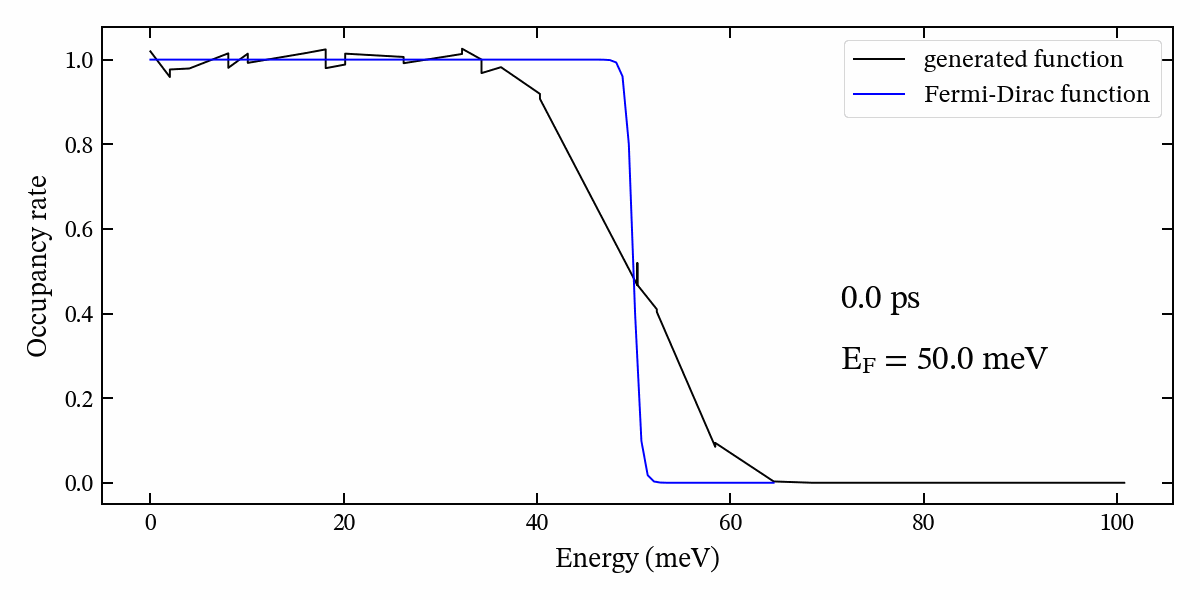 generated function
Fermi-Dirac function
1.0
0.8
0.6
0.4
0.2
0.0
Occupancy rate
0.0 ps
E_F = 50.0 meV
0 20 40 60 80 100
Energy (meV)